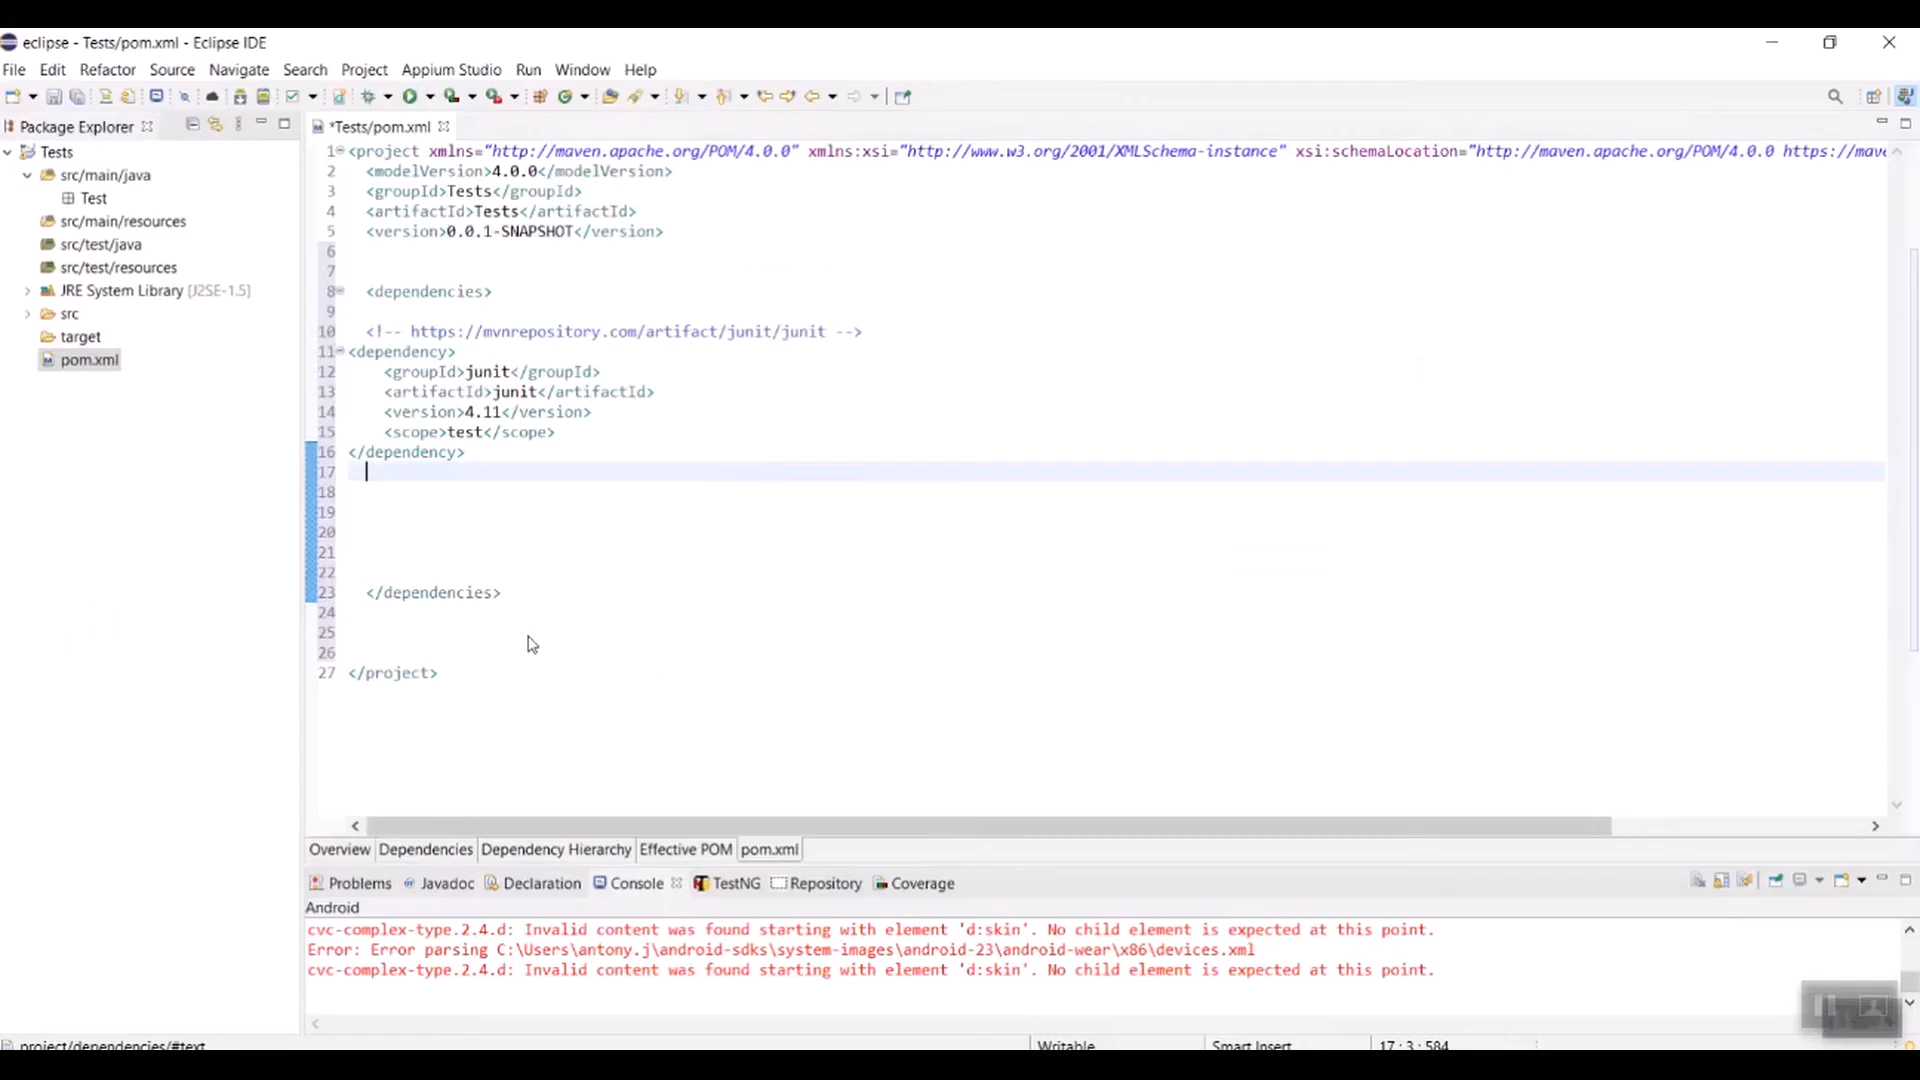 eclipse - Tests/pom.xml - Eclipse IDE
File Edit Refactor Source Navigate Search Project Appium Studio Run Window Help
Package Explorer
*Tests/pom.xml
Tests
src/main/java
Test
src/main/resources
src/test/java
src/test/resources
JRE System Library [J2SE-1.5]
src
target
pom.xml
1 <project xmlns="http://maven.apache.org/POM/4.0.0" xmlns:xsi="http://www.w3.org/2001/XMLSchema-instance" xsi:schemaLocation="http://maven.apache.org/POM/4.0.0 https://mave
2 <modelVersion>4.0.0</modelVersion>
3 <groupId>Tests</groupId>
4 <artifactId>Tests</artifactId>
5 <version>0.0.1-SNAPSHOT</version>
6
7
8 <dependencies>
9
10 <!-- https://mvnrepository.com/artifact/junit/junit -->
11 <dependency>
12 <groupId>junit</groupId>
13 <artifactId>junit</artifactId>
14 <version>4.11</version>
15 <scope>test</scope>
16 </dependency>
17
18
19
20
21
22
23 </dependencies>
24
25
26
27 </project>
Overview Dependencies Dependency Hierarchy Effective POM pom.xml
Problems Javadoc Declaration Console TestNG Repository Coverage
Android
cvc-complex-type.2.4.d: Invalid content was found starting with element 'd:skin'. No child element is expected at this point.
Error: Error parsing C:\Users\antony.j\android-sdks\system-images\android-23\android-wear\x86\devices.xml
cvc-complex-type.2.4.d: Invalid content was found starting with element 'd:skin'. No child element is expected at this point.
project/dependencies/#text Writable Smart Insert 17 : 3 : 584